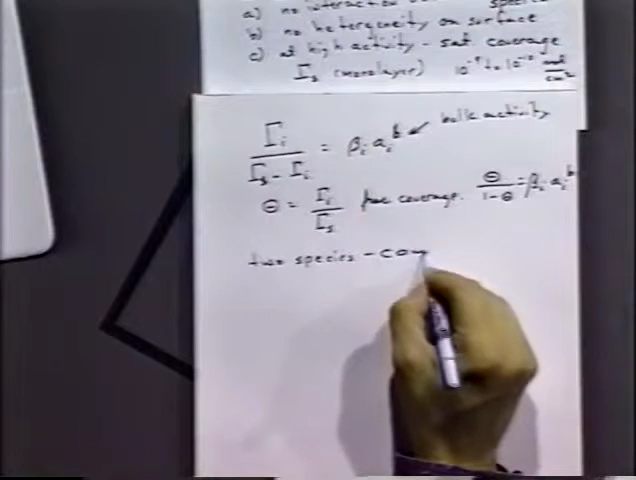 a) no interaction species
b) no heterogeneity on surface
c) at high activity - sat coverage
Γs (monolayer) 10⁻⁹ to 10⁻¹⁰ mol/cm²
Γi / (Γs - Γi) = βi ai^b ← bulk activity
θ = Γi/Γs frac coverage. θ/(1-θ) = βi ai^b
two species - com